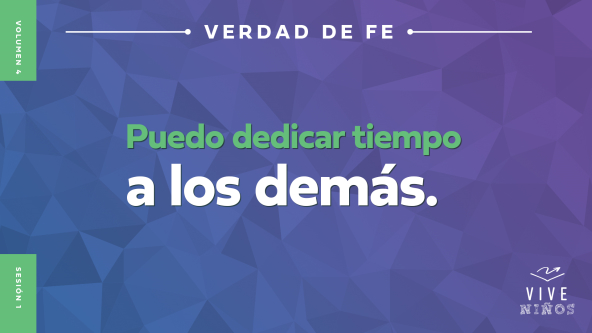 VOLUMEN 4
VERDAD DE FE
Puedo dedicar tiempo
a los demás.
SESIÓN 1
VIVE
NIÑOS